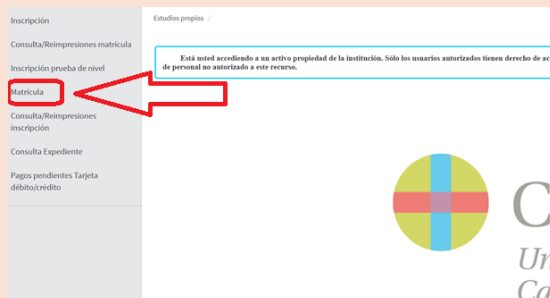 Inscripción
Consulta/Reimpresiones matrícula
Inscripción prueba de nivel
Matrícula
Consulta/Reimpresiones
inscripción
Consulta Expediente
Pagos pendientes Tarjeta
débito/crédito
Estudios propios /
Está usted accediendo a un activo propiedad de la institución. Sólo los usuarios autorizados tienen derecho de ac
de personal no autorizado a este recurso.
C
Un
Ca